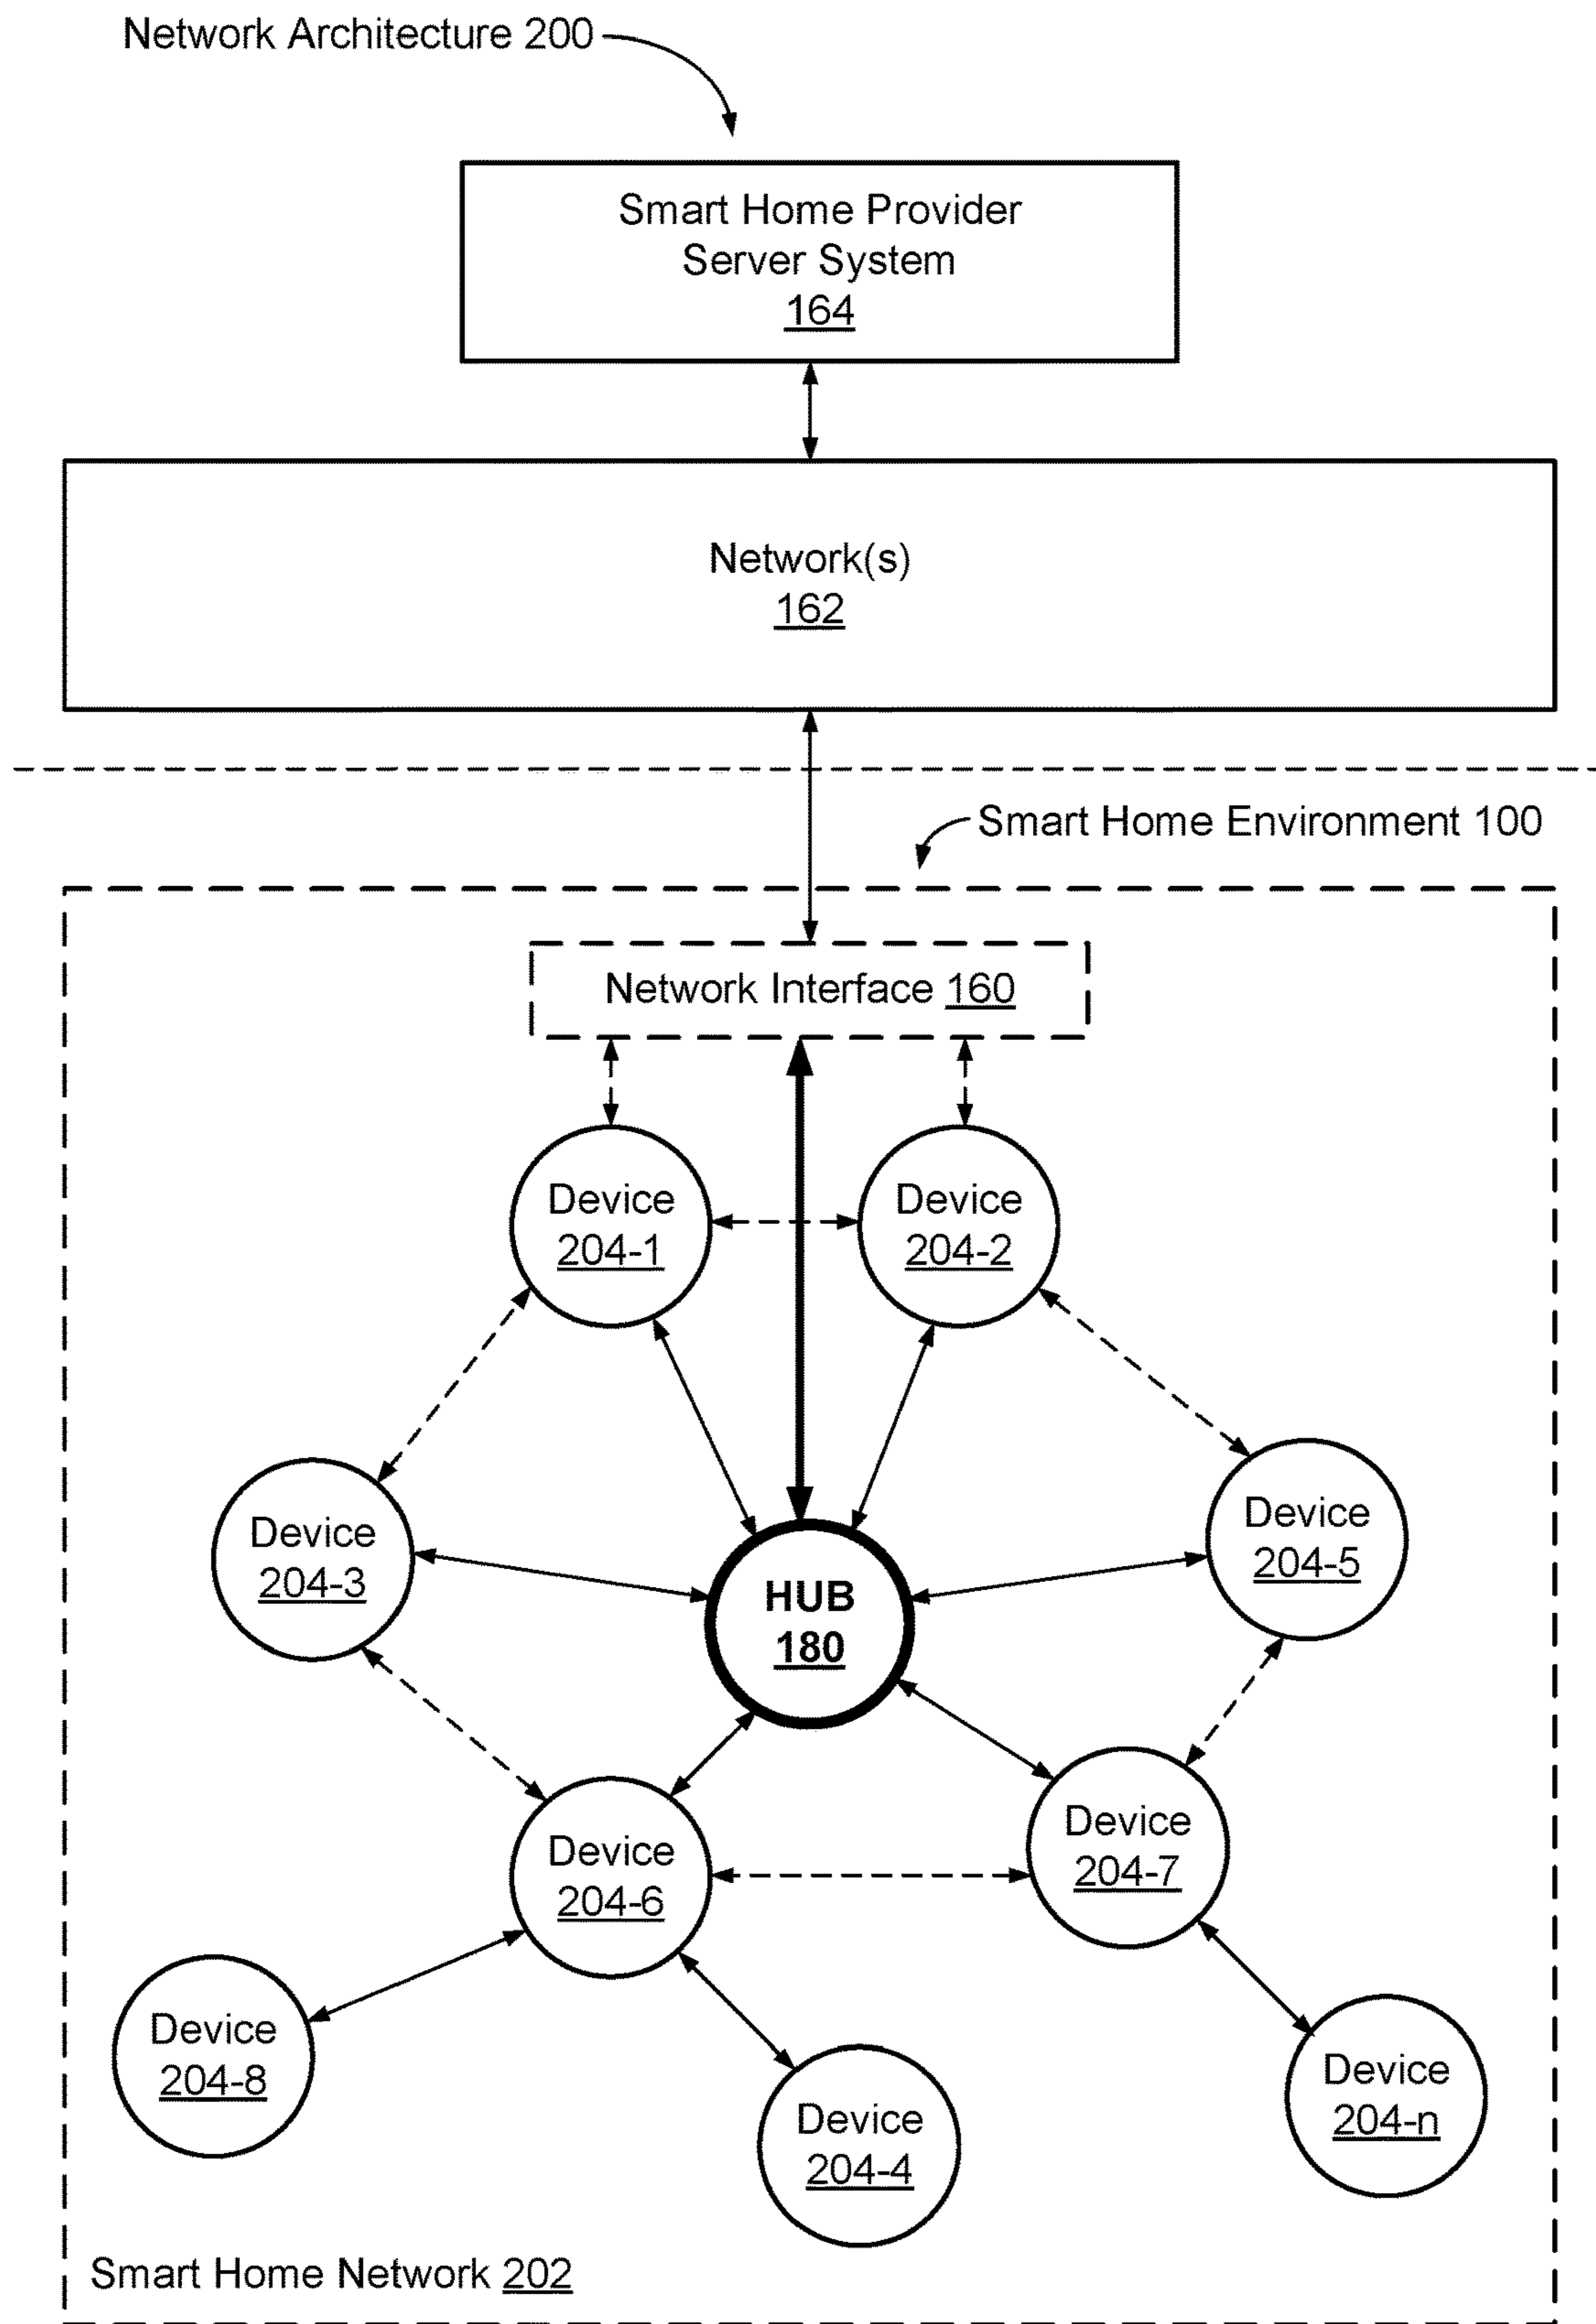 Network Architecture 200
Smart Home Provider
Server System
164
Network(s)
162
Smart Home Environment 100
Network Interface 160
Device
204-1
Device
204-2
Device
204-3
Device
204-5
HUB
180
Device
204-6
Device
204-7
Device
204-8
Device
204-4
Device
204-n
Smart Home Network 202